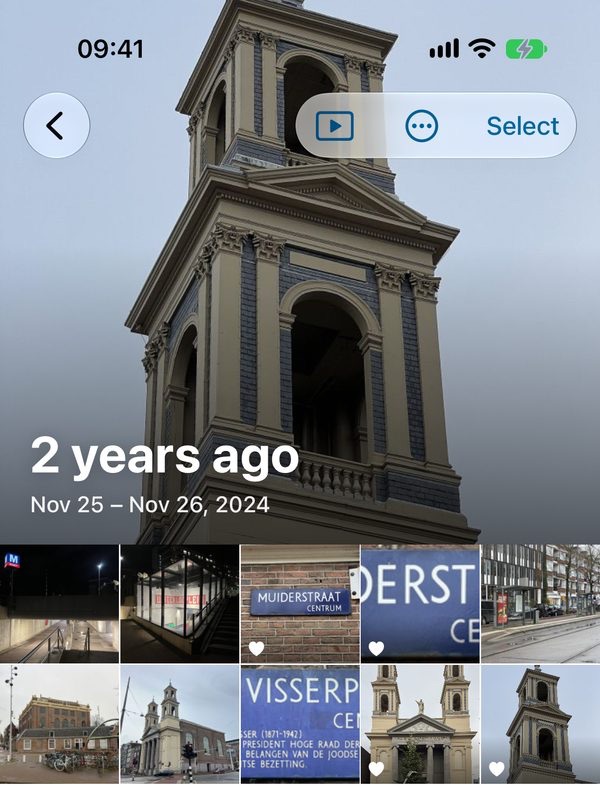 09:41
Select
2 years ago
Nov 25 – Nov 26, 2024
M
MUIDERSTRAAT
CENTRUM
DERST
CE
VISSERP
CEN
SSER (1871-1942)
PRESIDENT HOGE RAAD DER
BELANGEN VAN DE JOODSE
TSE BEZETTING.